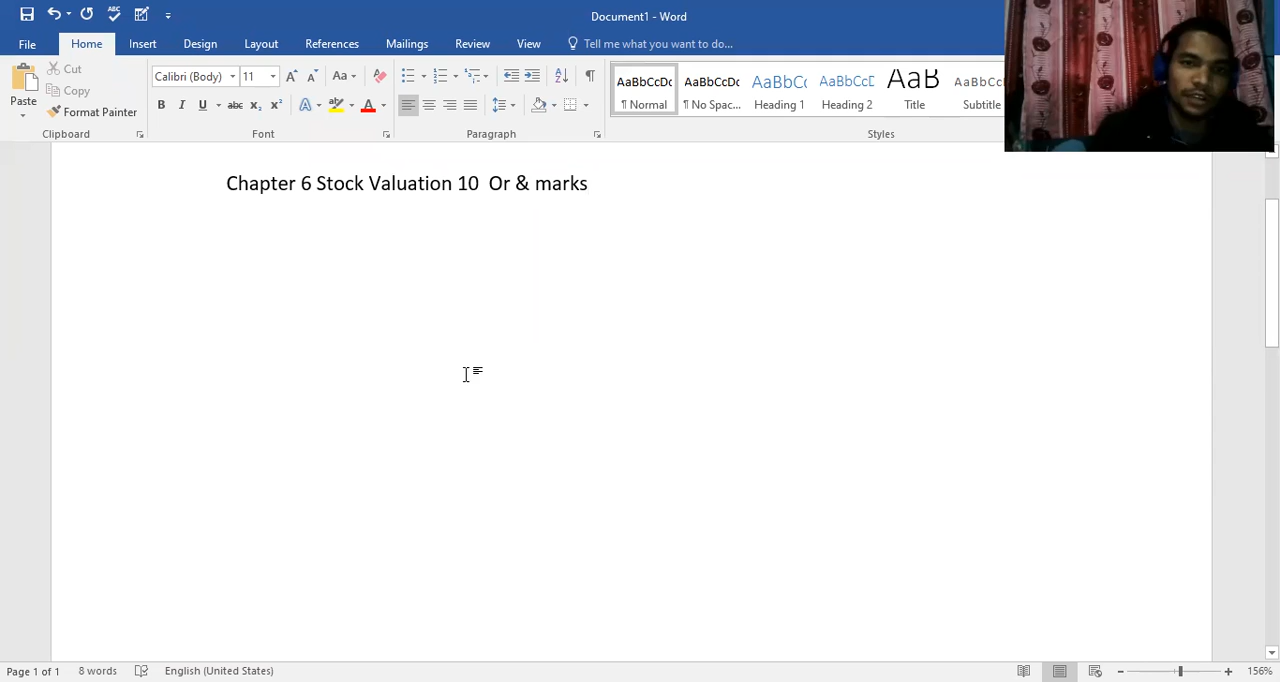 Document1 - Word
File Home Insert Design Layout References Mailings Review View Tell me what you want to do...
Paste
Cut
Copy
Format Painter
Clipboard
Calibri (Body) 11
Font
Paragraph
AaBbCcDc AaBbCcDc AaBbCc AaBbCcD AaB AaBbCc
¶ Normal ¶ No Spac... Heading 1 Heading 2 Title Subtitle
Styles
Chapter 6 Stock Valuation 10 Or & marks
Page 1 of 1 8 words English (United States) 156%